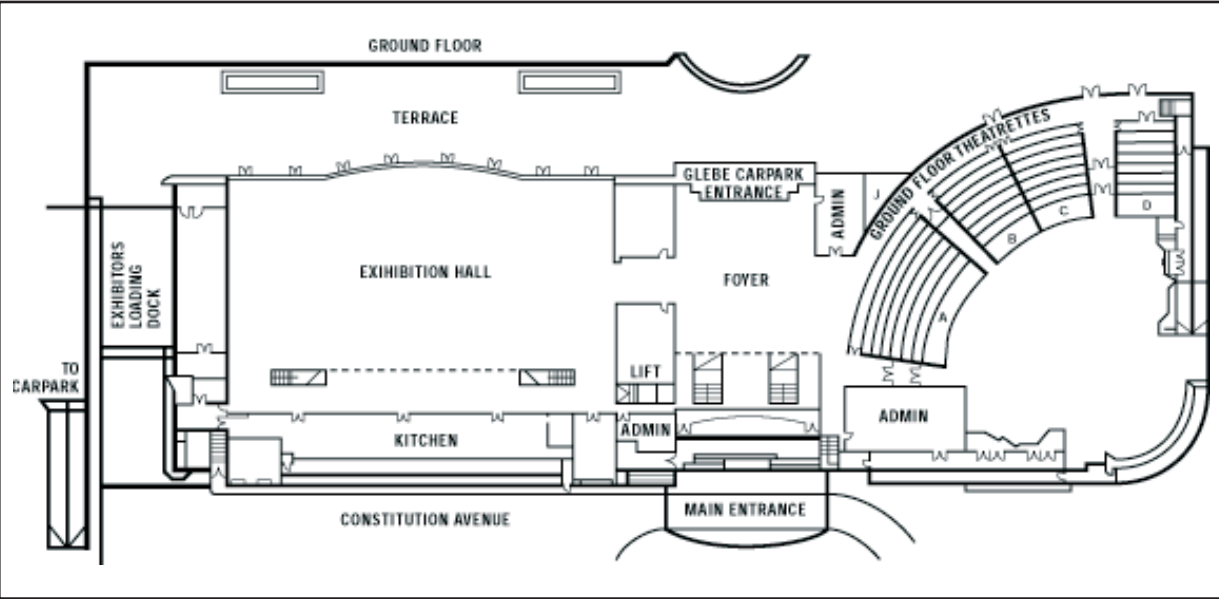 GROUND FLOOR
TERRACE
GLEBE CARPARK
ENTRANCE
ADMIN
J
GROUND FLOOR THEATRETTES
A
B
C
D
EXHIBITORS
LOADING
DOCK
EXIHIBITION HALL
FOYER
TO
CARPARK
LIFT
KITCHEN
ADMIN
ADMIN
CONSTITUTION AVENUE
MAIN ENTRANCE